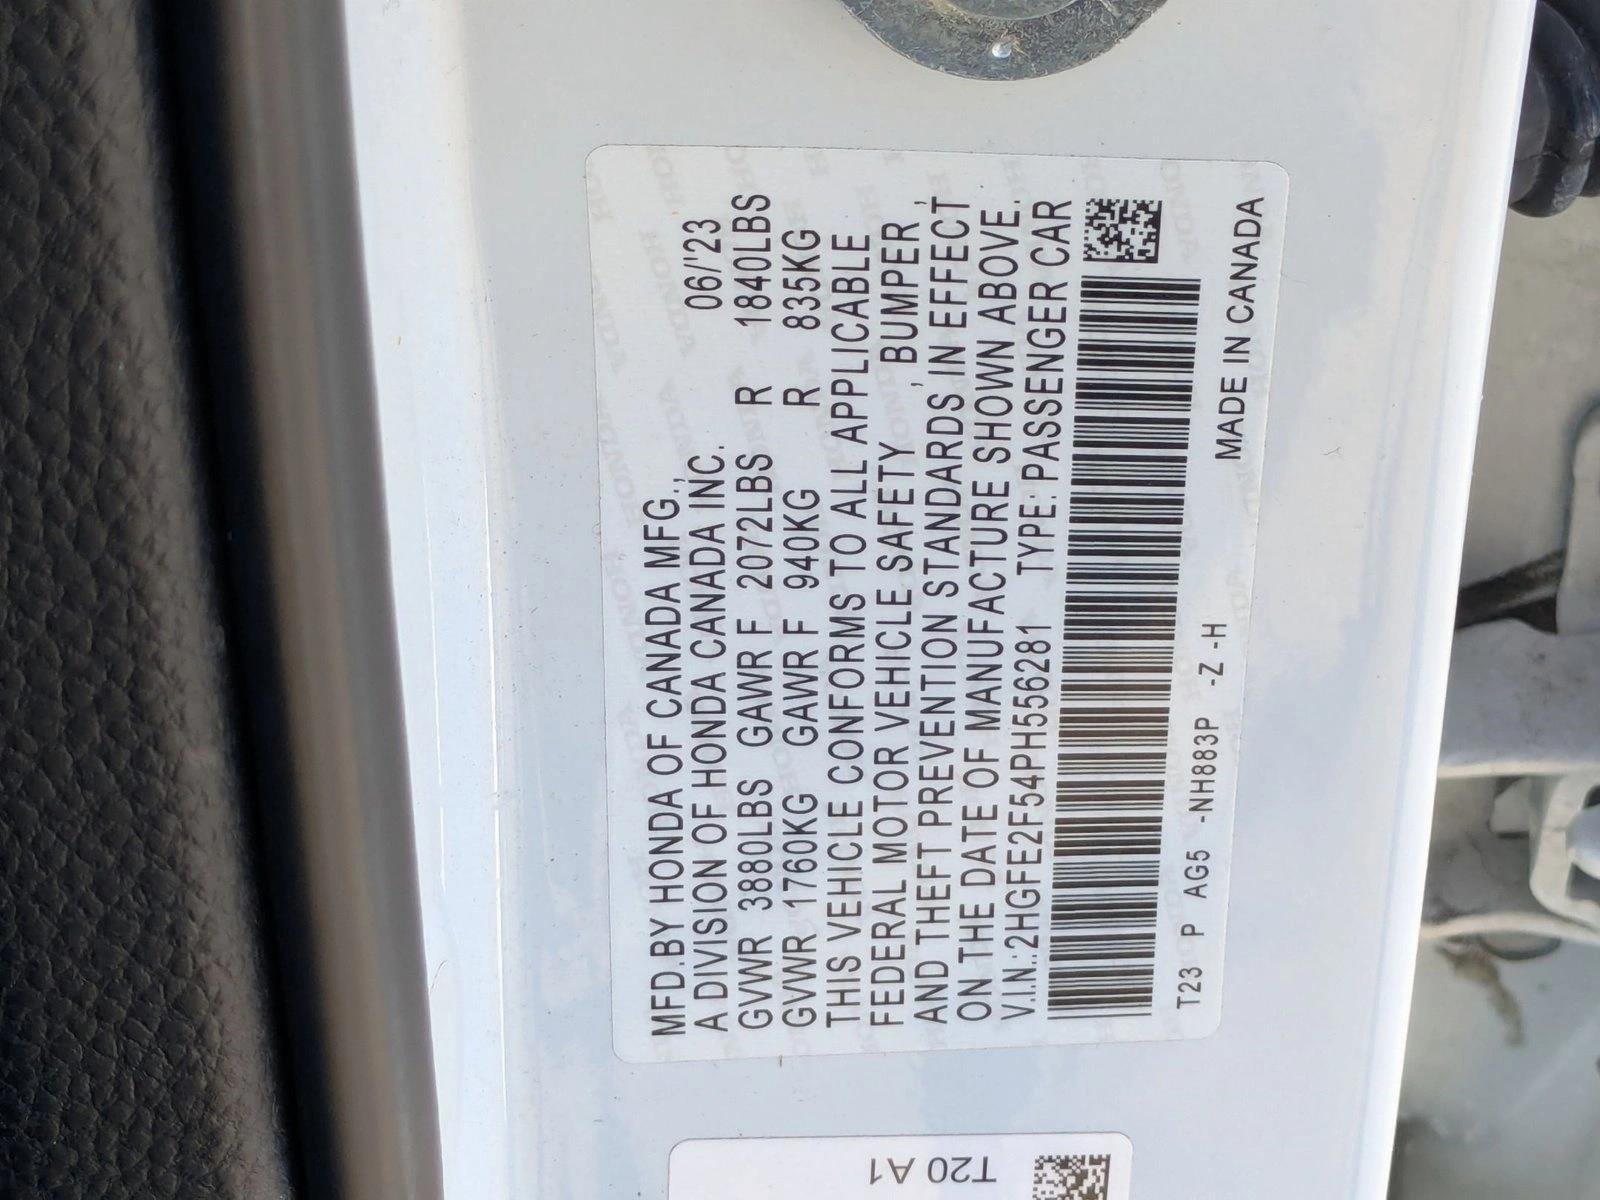 MFD.BY HONDA OF CANADA MFG.,
A DIVISION OF HONDA CANADA INC. 06/'23
GVWR 3880LBS GAWR F 2072LBS R 1840LBS
GVWR 1760KG GAWR F 940KG R 835KG
THIS VEHICLE CONFORMS TO ALL APPLICABLE
FEDERAL MOTOR VEHICLE SAFETY, BUMPER,
AND THEFT PREVENTION STANDARDS IN EFFECT
ON THE DATE OF MANUFACTURE SHOWN ABOVE.
V.I.N.:2HGFE2F54PH556281 TYPE: PASSENGER CAR
T23 P AG5 -NH883P -Z -H
MADE IN CANADA
T20 A1